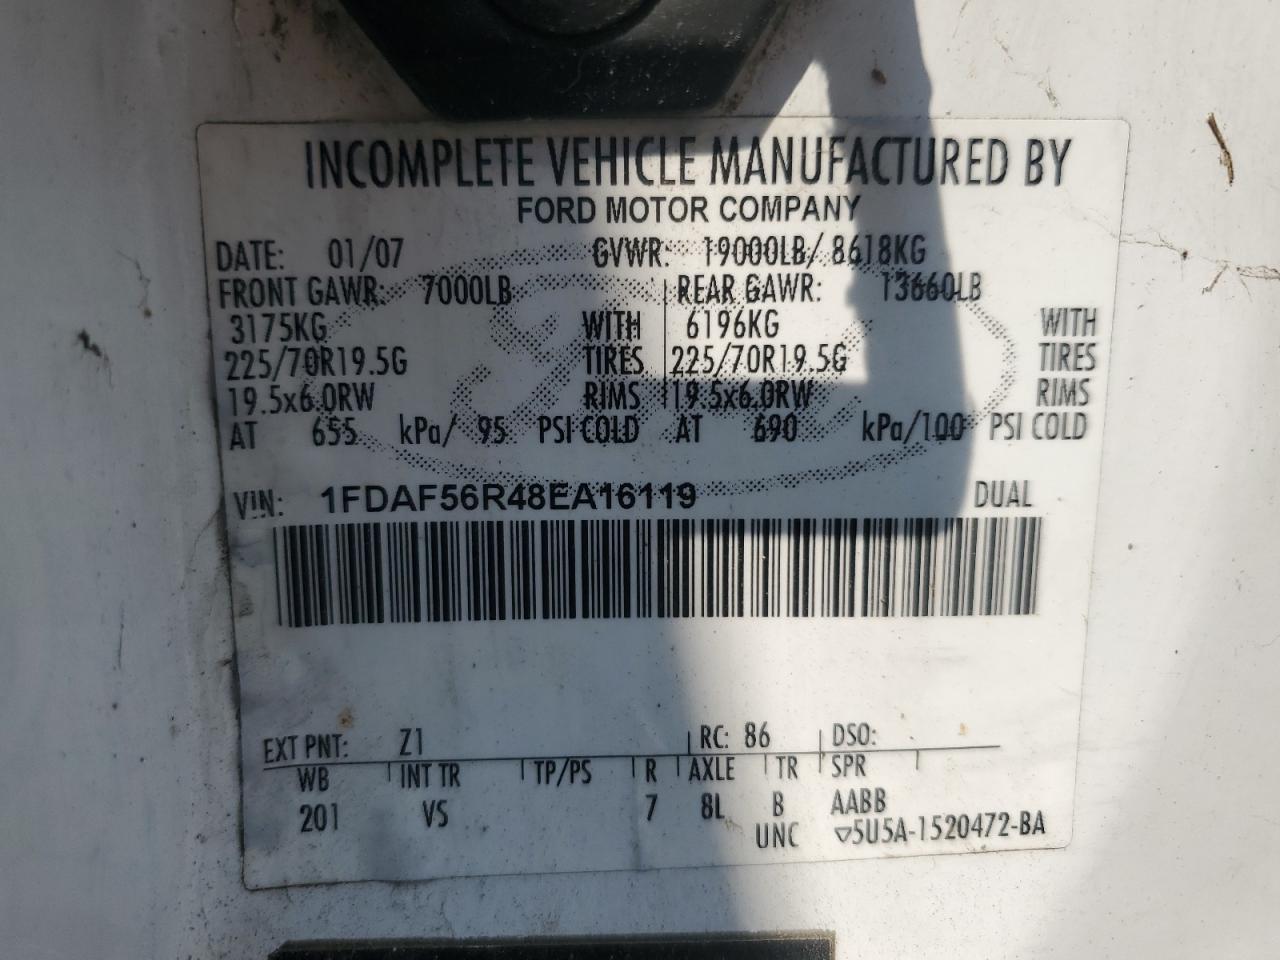 INCOMPLETE VEHICLE MANUFACTURED BY
FORD MOTOR COMPANY
DATE: 01/07 GVWR: 19000LB/ 8618KG
FRONT GAWR: 7000LB REAR GAWR: 13660LB
3175KG WITH 6196KG WITH
225/70R19.5G TIRES 225/70R19.5G TIRES
19.5x6.0RW RIMS 19.5x6.0RW RIMS
AT 655 kPa/ 95 PSI COLD AT 690 kPa/100 PSI COLD
VIN: 1FDAF56R48EA16119 DUAL
EXT PNT: Z1 RC: 86 DSO:
WB INT TR TP/PS R AXLE TR SPR
201 VS 7 8L B AABB
UNC ▽5U5A-1520472-BA